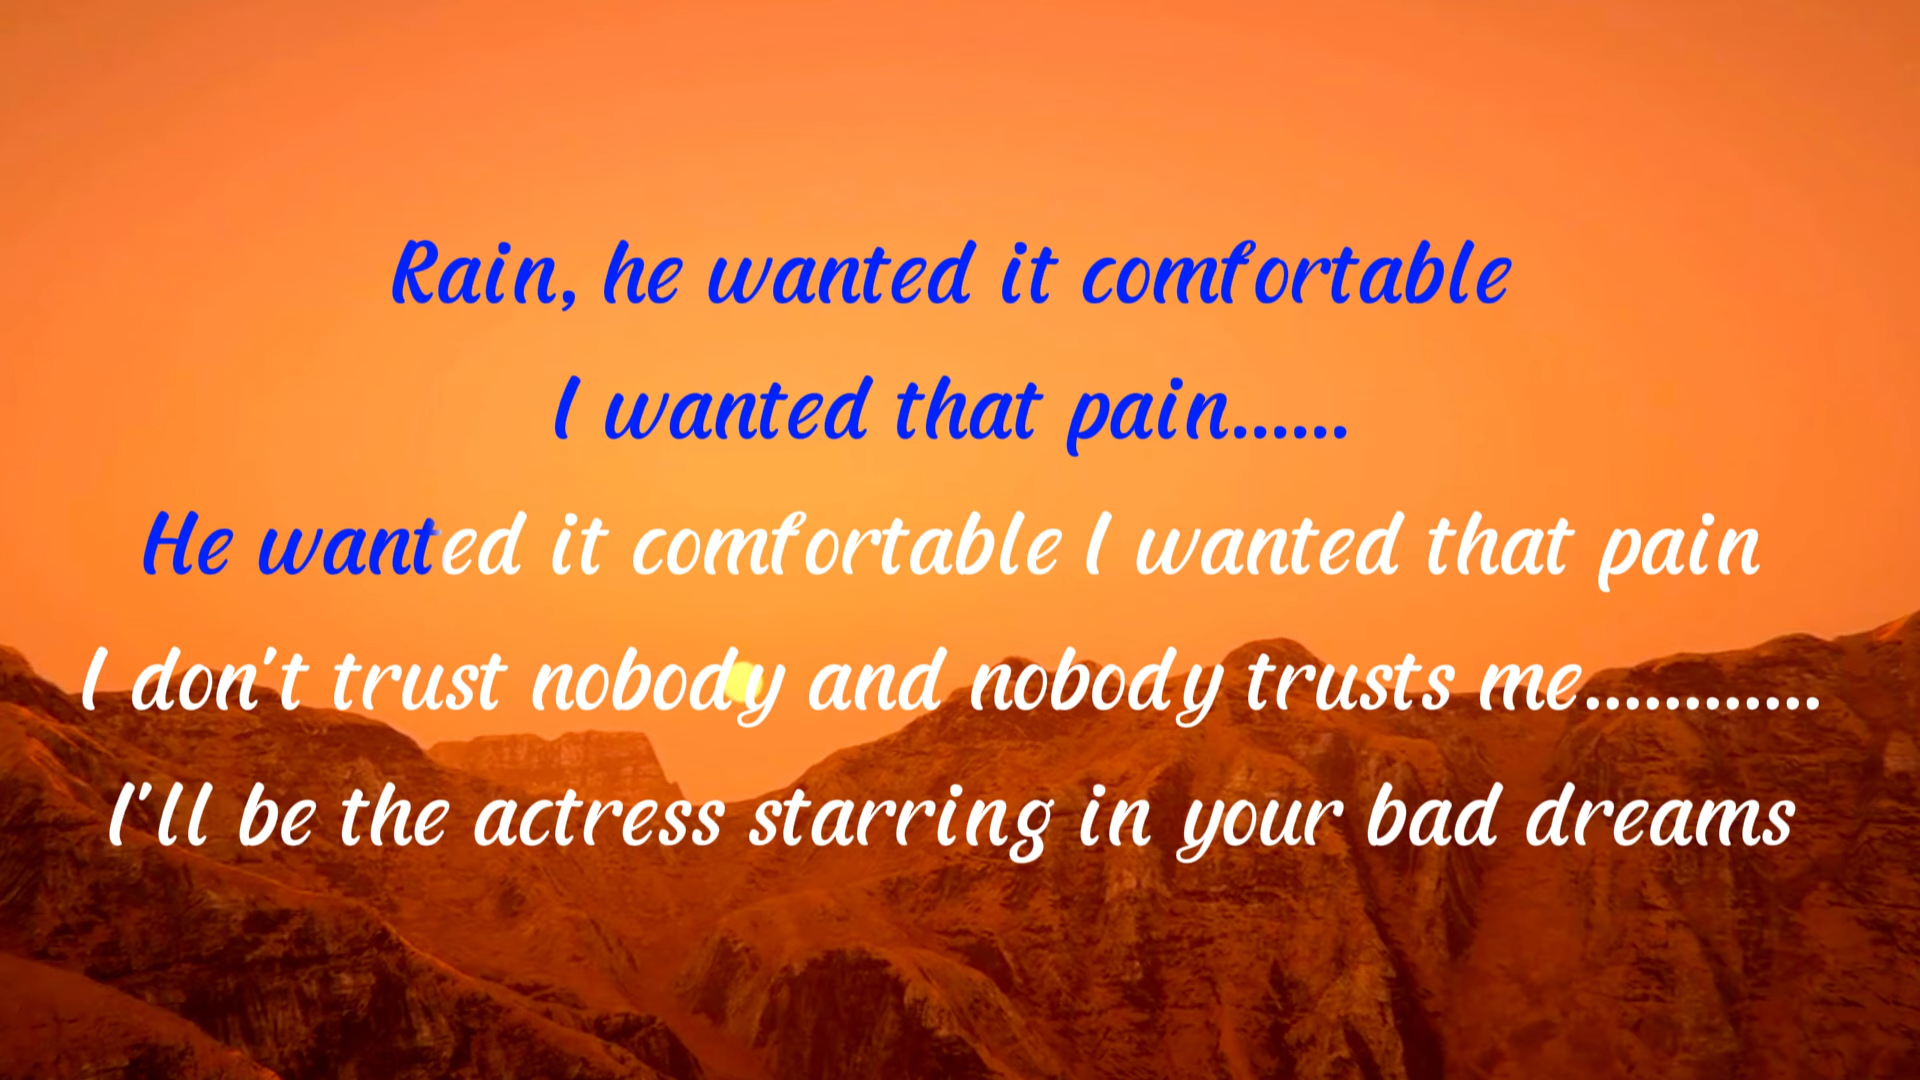 Rain, he wanted it comfortable
I wanted that pain......
He wanted it comfortable I wanted that pain
I don't trust nobody and nobody trusts me............
I'll be the actress starring in your bad dreams